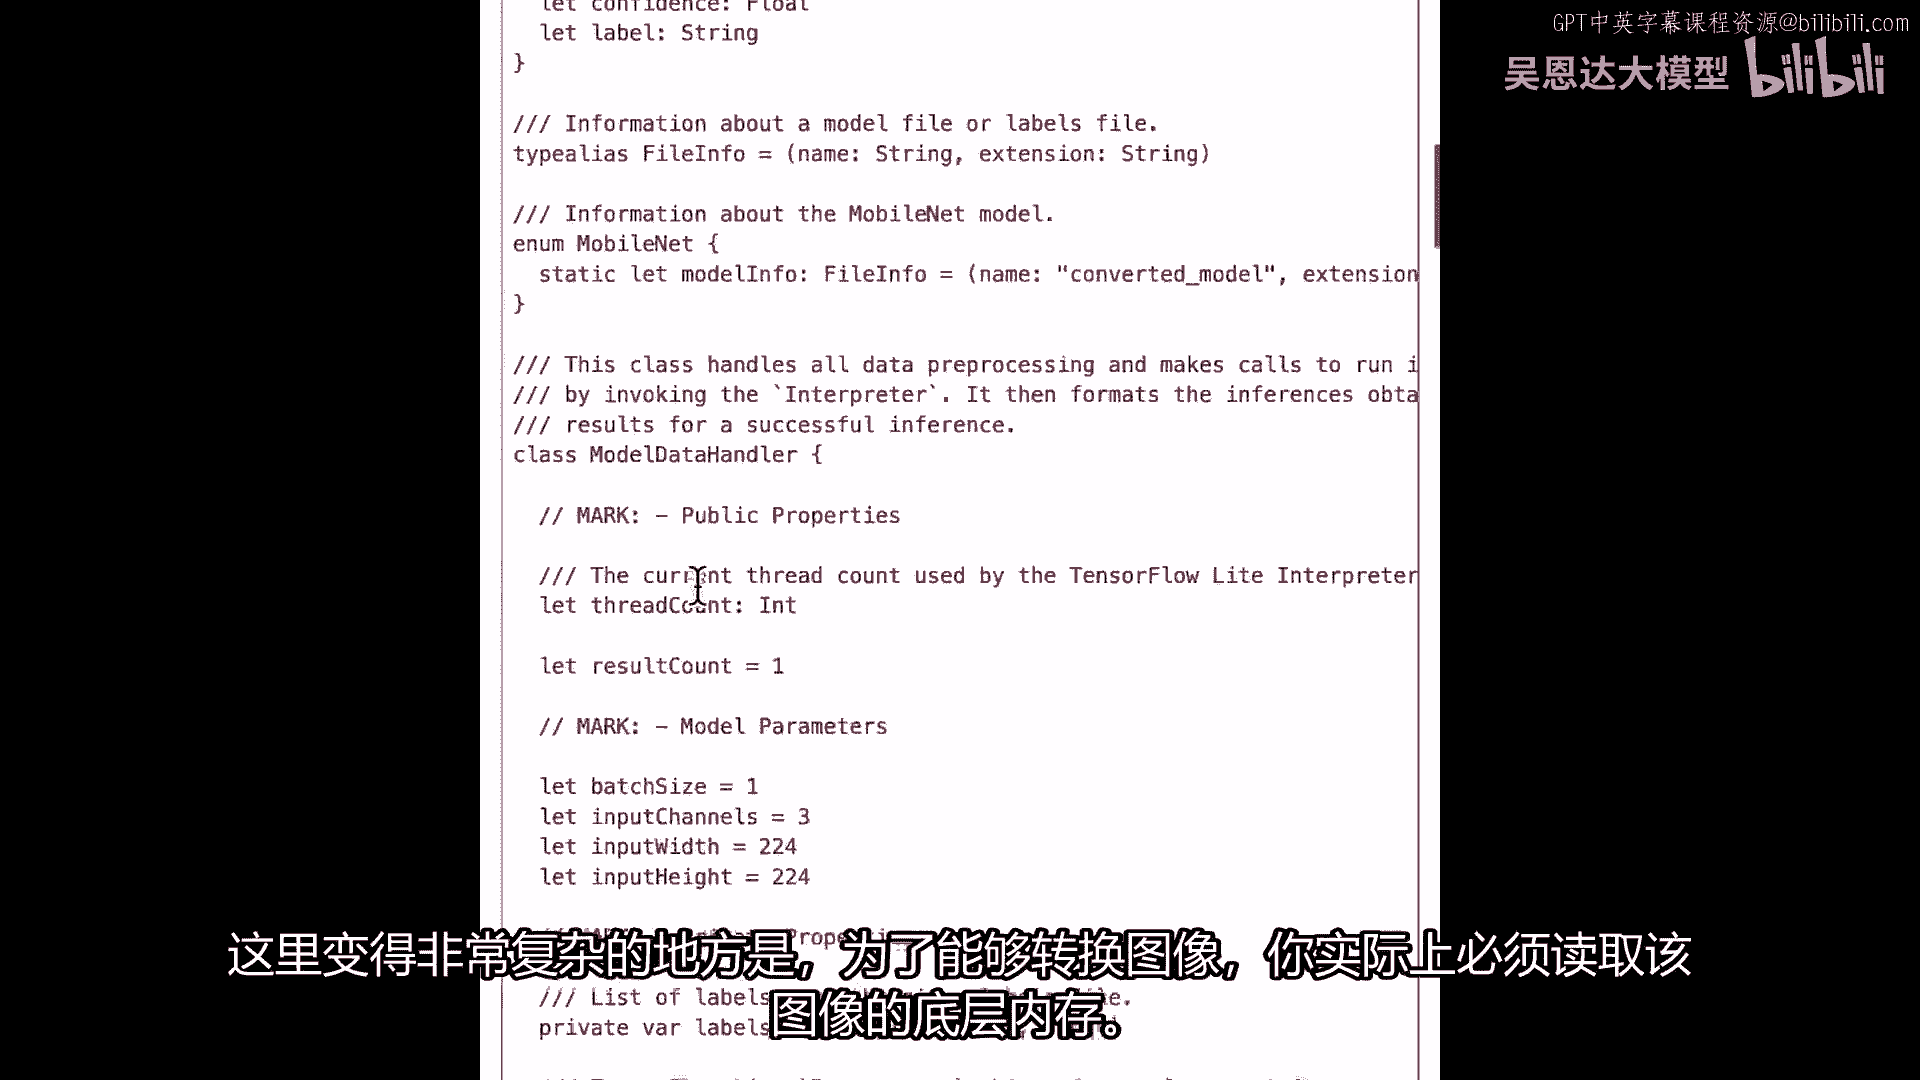 GPT中英字幕课程资源@bilibili.com
吴恩达大模型 bilibili
let confidence: Float
let label: String
}
/// Information about a model file or labels file.
typealias FileInfo = (name: String, extension: String)
/// Information about the MobileNet model.
enum MobileNet {
static let modelInfo: FileInfo = (name: "converted_model", extension
}
/// This class handles all data preprocessing and makes calls to run i
/// by invoking the `Interpreter`. It then formats the inferences obta
/// results for a successful inference.
class ModelDataHandler {
// MARK: - Public Properties
/// The current thread count used by the TensorFlow Lite Interpreter
let threadCount: Int
let resultCount = 1
// MARK: - Model Parameters
let batchSize = 1
let inputChannels = 3
let inputWidth = 224
let inputHeight = 224
/// List of labels
private var labels
这里变得非常复杂的地方是，为了能够转换图像，你实际上必须读取该
图像的底层内存。